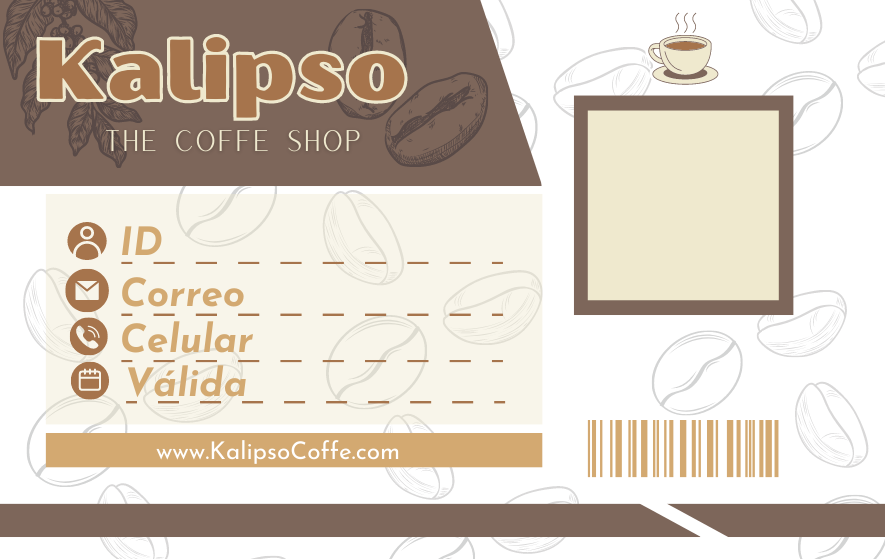 Kalipso
THE COFFE SHOP
ID
Correo
Celular
Válida
www.KalipsoCoffe.com